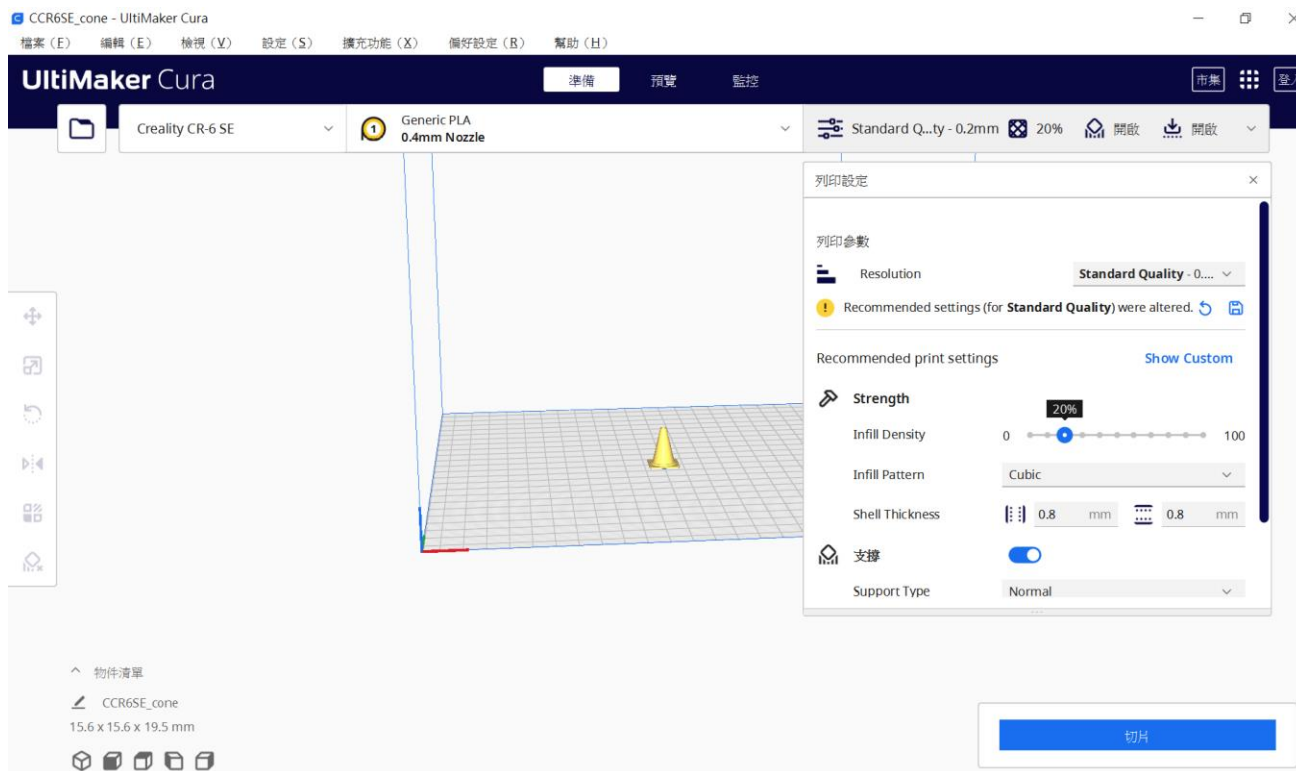 CCR6SE_cone - UltiMaker Cura
檔案(F) 編輯(E) 檢視(V) 設定(S) 擴充功能(X) 偏好設定(R) 幫助(H)
UltiMaker Cura 準備 預覽 監控 市集 登
Creality CR-6 SE
1 Generic PLA
0.4mm Nozzle
Standard Q...ty - 0.2mm 20% 開啟 開啟
列印設定
列印參數
Resolution Standard Quality - 0....
Recommended settings (for Standard Quality) were altered.
Recommended print settings Show Custom
Strength
20%
Infill Density 0 100
Infill Pattern Cubic
Shell Thickness 0.8 mm 0.8 mm
支撐
Support Type Normal
物件清單
CCR6SE_cone
15.6 x 15.6 x 19.5 mm
切片